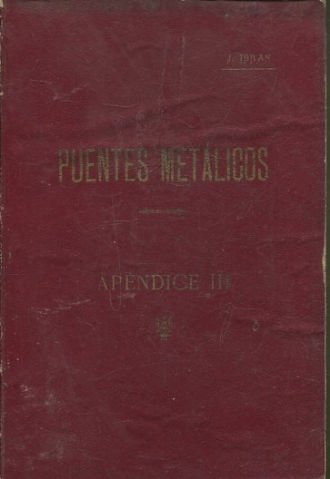 J. IBRAN
PUENTES METÁLICOS
APÉNDICE III